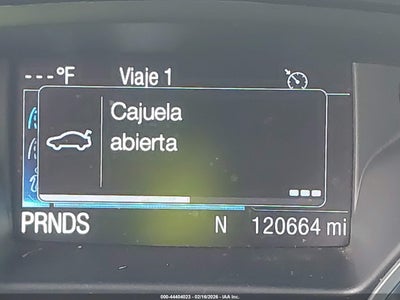 ---°F Viaje 1
Cajuela
abierta
PRNDS N 120664 mi
000-44404023 - 02/16/2026 - IAA Inc.